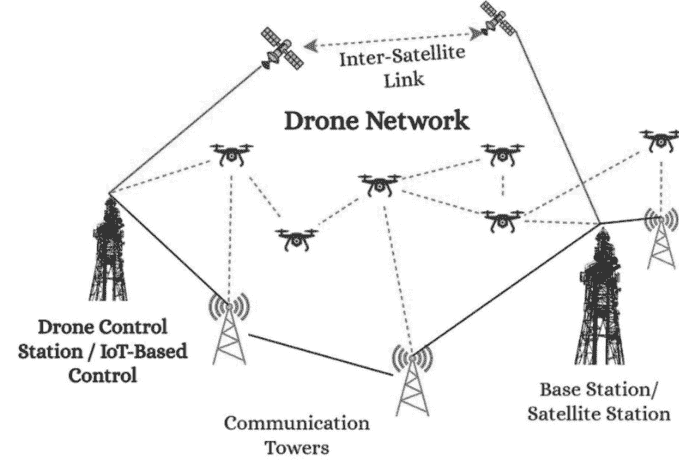 Inter-Satellite
Link
Drone Network
Drone Control
Station / IoT-Based
Control
Communication
Towers
Base Station/
Satellite Station